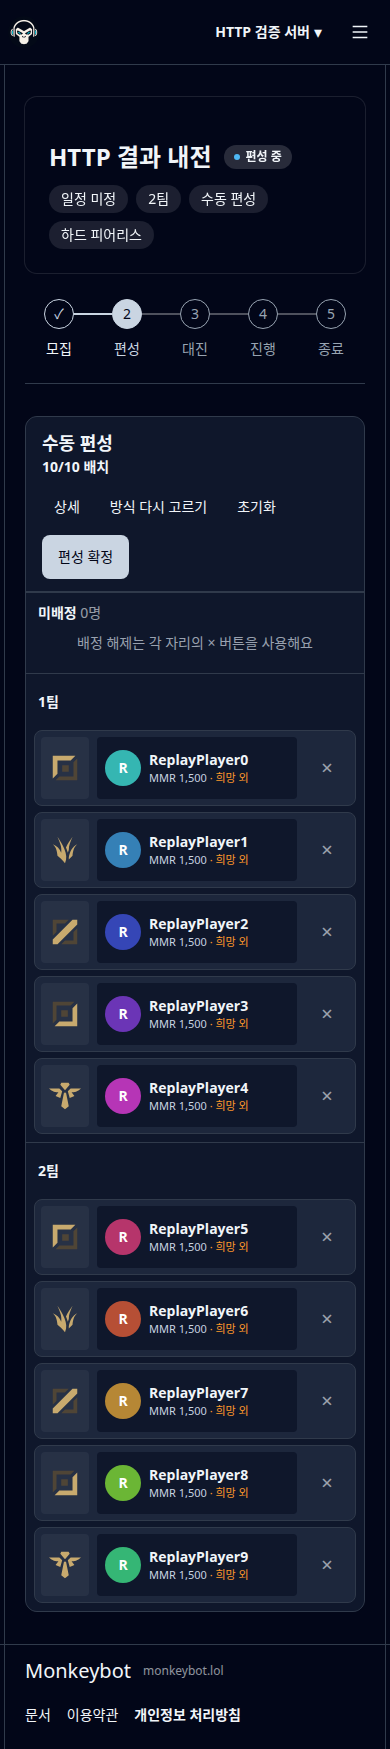 HTTP 검증 서버 ▾
HTTP 결과 내전
편성 중
일정 미정 2팀 수동 편성
하드 피어리스
✓ 2 3 4 5
모집 편성 대진 진행 종료
수동 편성
10/10 배치
상세 방식 다시 고르기 초기화
편성 확정
미배정 0명
배정 해제는 각 자리의 × 버튼을 사용해요
1팀
R ReplayPlayer0 ×
MMR 1,500 · 희망 외
R ReplayPlayer1 ×
MMR 1,500 · 희망 외
R ReplayPlayer2 ×
MMR 1,500 · 희망 외
R ReplayPlayer3 ×
MMR 1,500 · 희망 외
R ReplayPlayer4 ×
MMR 1,500 · 희망 외
2팀
R ReplayPlayer5 ×
MMR 1,500 · 희망 외
R ReplayPlayer6 ×
MMR 1,500 · 희망 외
R ReplayPlayer7 ×
MMR 1,500 · 희망 외
R ReplayPlayer8 ×
MMR 1,500 · 희망 외
R ReplayPlayer9 ×
MMR 1,500 · 희망 외
Monkeybot monkeybot.lol
문서 이용약관 개인정보 처리방침